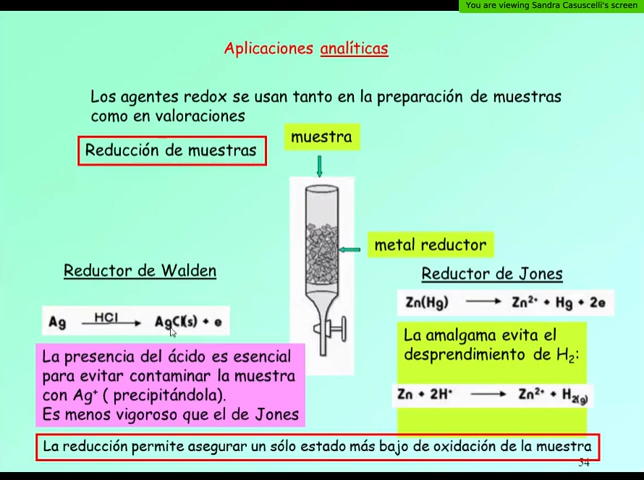 You are viewing Sandra Casuscelli's screen
Aplicaciones analíticas
Los agentes redox se usan tanto en la preparación de muestras
como en valoraciones
Reducción de muestras
muestra
metal reductor
Reductor de Walden
Ag HCl → AgCl(s) + e
La presencia del ácido es esencial
para evitar contaminar la muestra
con Ag⁺ ( precipitándola).
Es menos vigoroso que el de Jones
Reductor de Jones
Zn(Hg) → Zn²⁺ + Hg + 2e
La amalgama evita el
desprendimiento de H₂:
Zn + 2H⁺ → Zn²⁺ + H₂(g)
La reducción permite asegurar un sólo estado más bajo de oxidación de la muestra
54